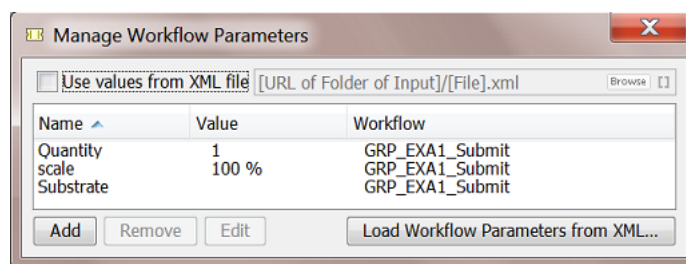 Manage Workflow Parameters
Use values from XML file [URL of Folder of Input]/[File].xml Browse []
Name Value Workflow
Quantity 1 GRP_EXA1_Submit
scale 100 % GRP_EXA1_Submit
Substrate GRP_EXA1_Submit
Add Remove Edit Load Workflow Parameters from XML...